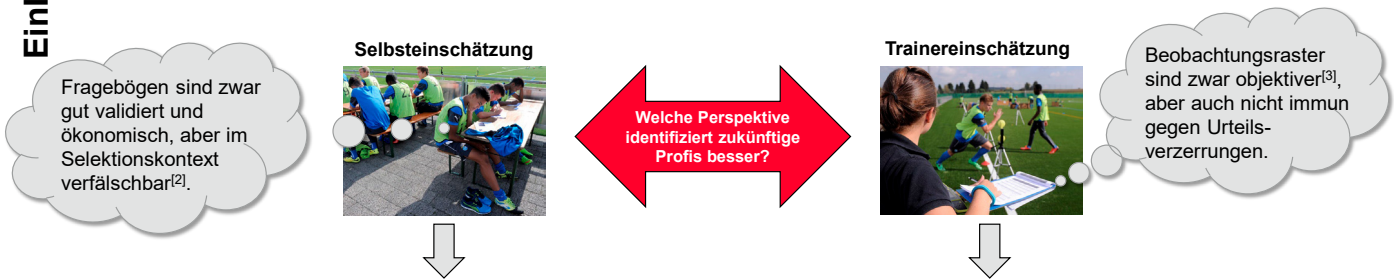 Fragebögen sind zwar
gut validiert und
ökonomisch, aber im
Selektionskontext
verfälschbar[2].
Selbsteinschätzung
Welche Perspektive
identifiziert zukünftige
Profis besser?
Trainereinschätzung
Beobachtungsraster
sind zwar objektiver[3],
aber auch nicht immun
gegen Urteils-
verzerrungen.